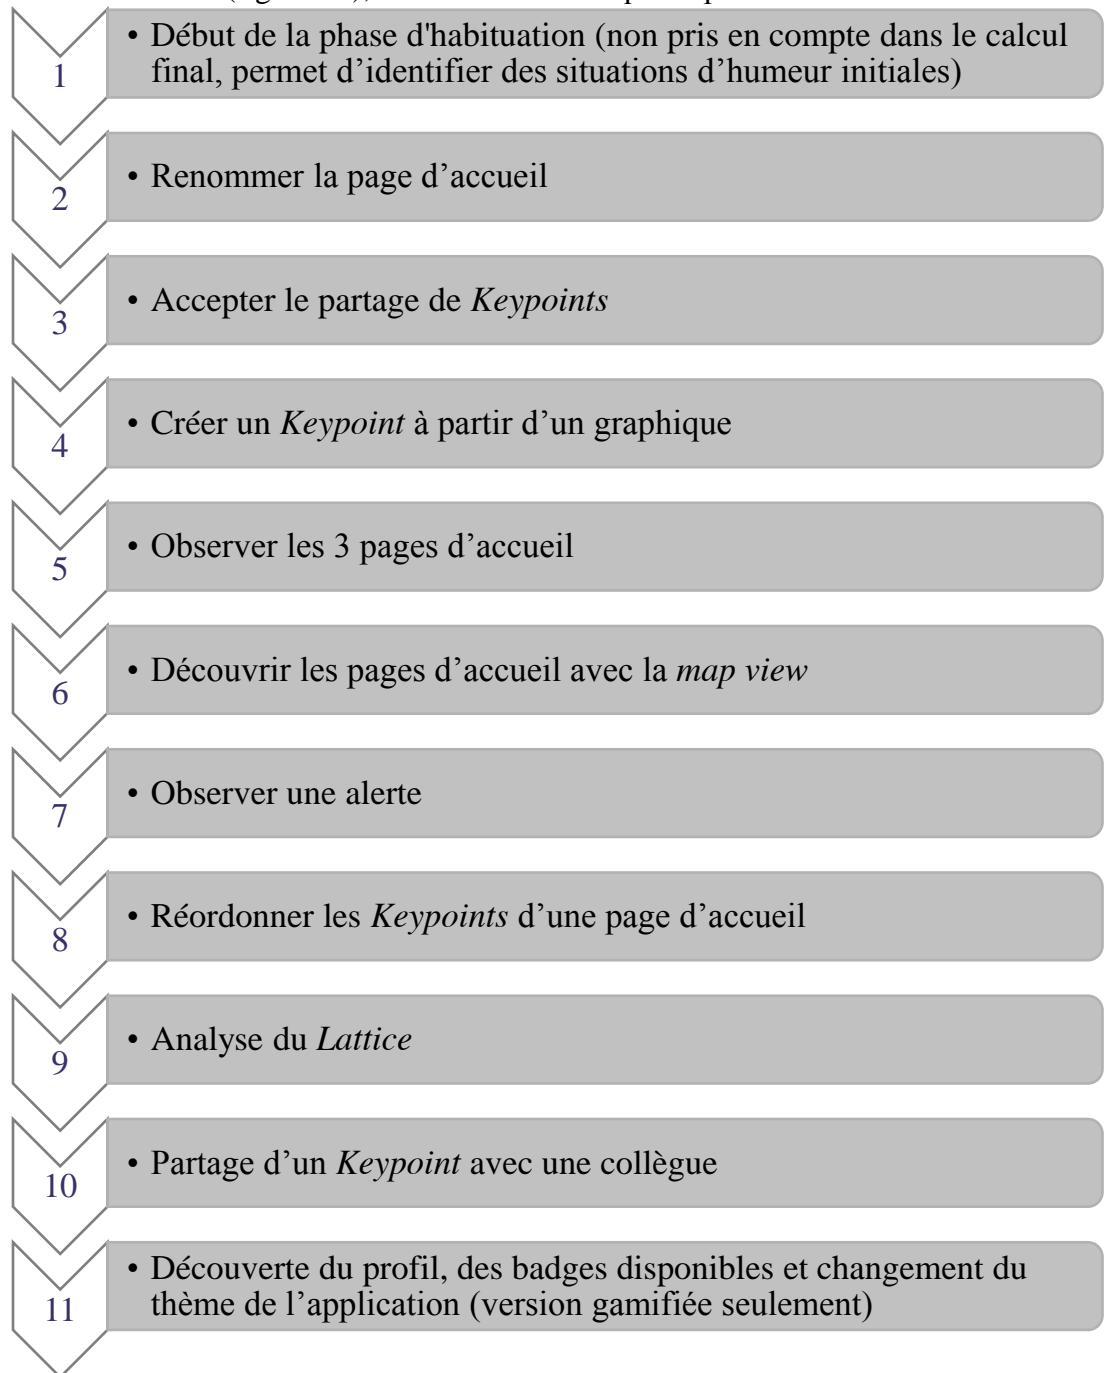 1
• Début de la phase d'habituation (non pris en compte dans le calcul
final, permet d’identifier des situations d’humeur initiales)
2
• Renommer la page d’accueil
3
• Accepter le partage de Keypoints
4
• Créer un Keypoint à partir d’un graphique
5
• Observer les 3 pages d’accueil
6
• Découvrir les pages d’accueil avec la map view
7
• Observer une alerte
8
• Réordonner les Keypoints d’une page d’accueil
9
• Analyse du Lattice
10
• Partage d’un Keypoint avec une collègue
11
• Découverte du profil, des badges disponibles et changement du
thème de l’application (version gamifiée seulement)